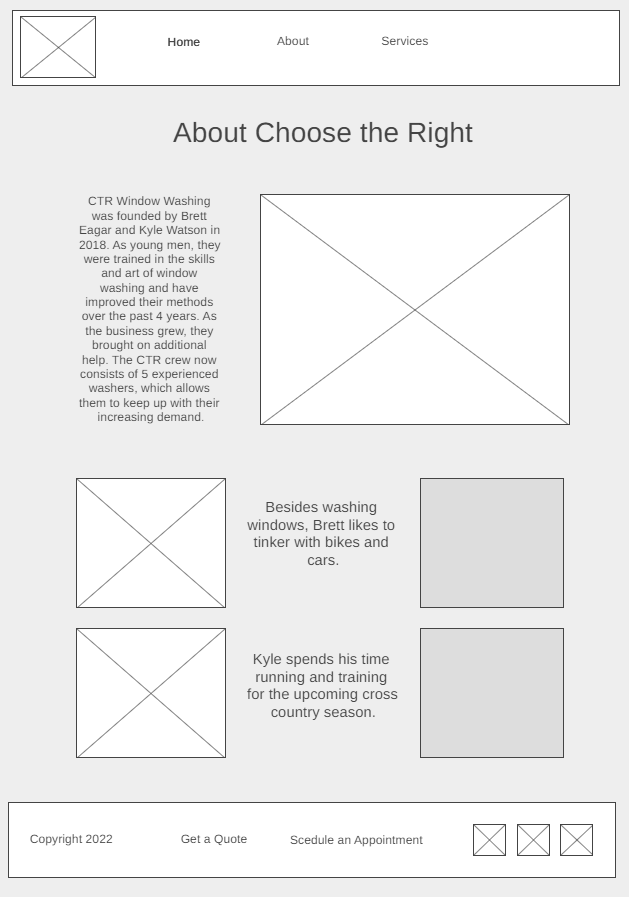 Home
About
Services
About Choose the Right
CTR Window Washing
was founded by Brett
Eagar and Kyle Watson in
2018. As young men, they
were trained in the skills
and art of window
washing and have
improved their methods
over the past 4 years. As
the business grew, they
brought on additional
help. The CTR crew now
consists of 5 experienced
washers, which allows
them to keep up with their
increasing demand.
Besides washing
windows, Brett likes to
tinker with bikes and
cars.
Kyle spends his time
running and training
for the upcoming cross
country season.
Copyright 2022
Get a Quote
Scedule an Appointment